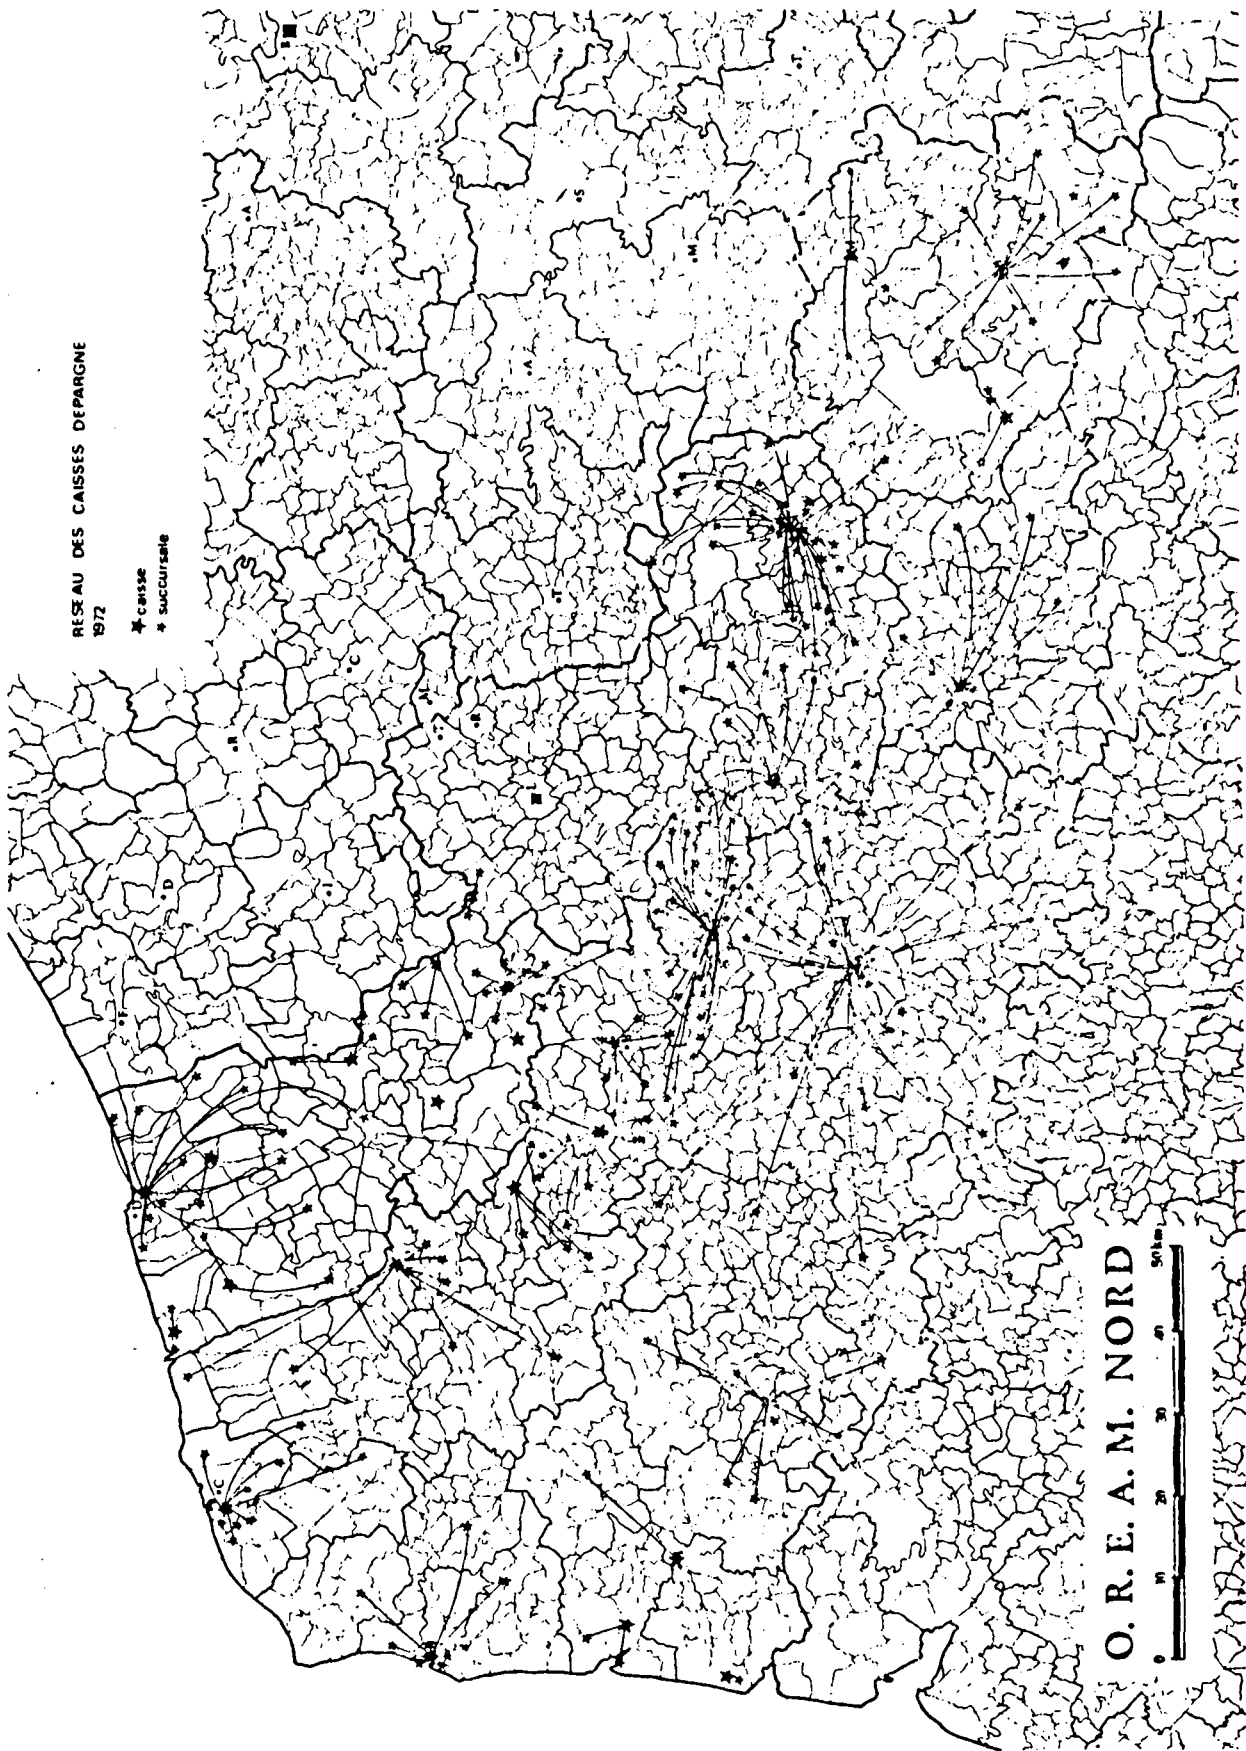 RESEAU DES CAISSES DEPARGNE
1972
caisse
succursale
O. R. E. A. M. NORD
0 10 20 30 40 50km
B
A
S
M
A
T
C
M
R
R
L
D
I
F
D
C